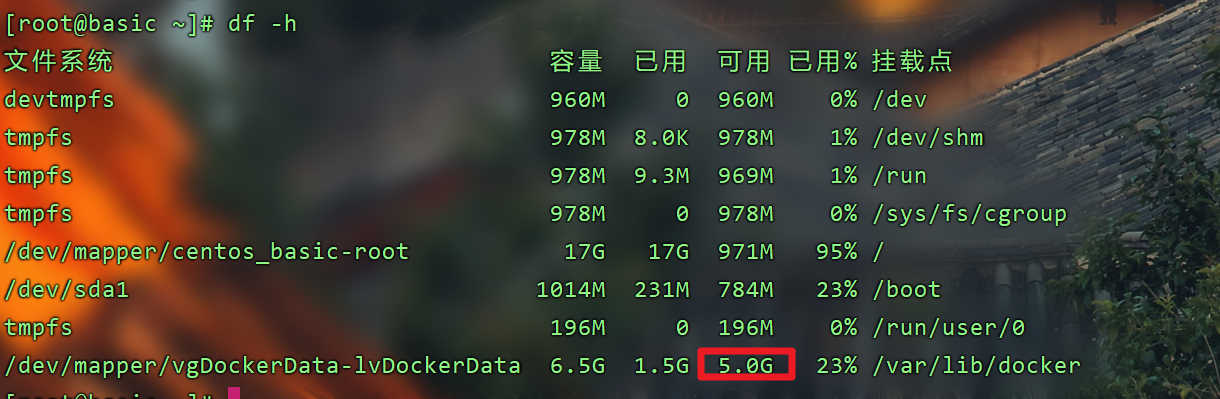 [root@basic ~]# df -h
文件系统 容量 已用 可用 已用% 挂载点
devtmpfs 960M 0 960M 0% /dev
tmpfs 978M 8.0K 978M 1% /dev/shm
tmpfs 978M 9.3M 969M 1% /run
tmpfs 978M 0 978M 0% /sys/fs/cgroup
/dev/mapper/centos_basic-root 17G 17G 971M 95% /
/dev/sda1 1014M 231M 784M 23% /boot
tmpfs 196M 0 196M 0% /run/user/0
/dev/mapper/vgDockerData-lvDockerData 6.5G 1.5G 5.0G 23% /var/lib/docker
[root@basic ~]#